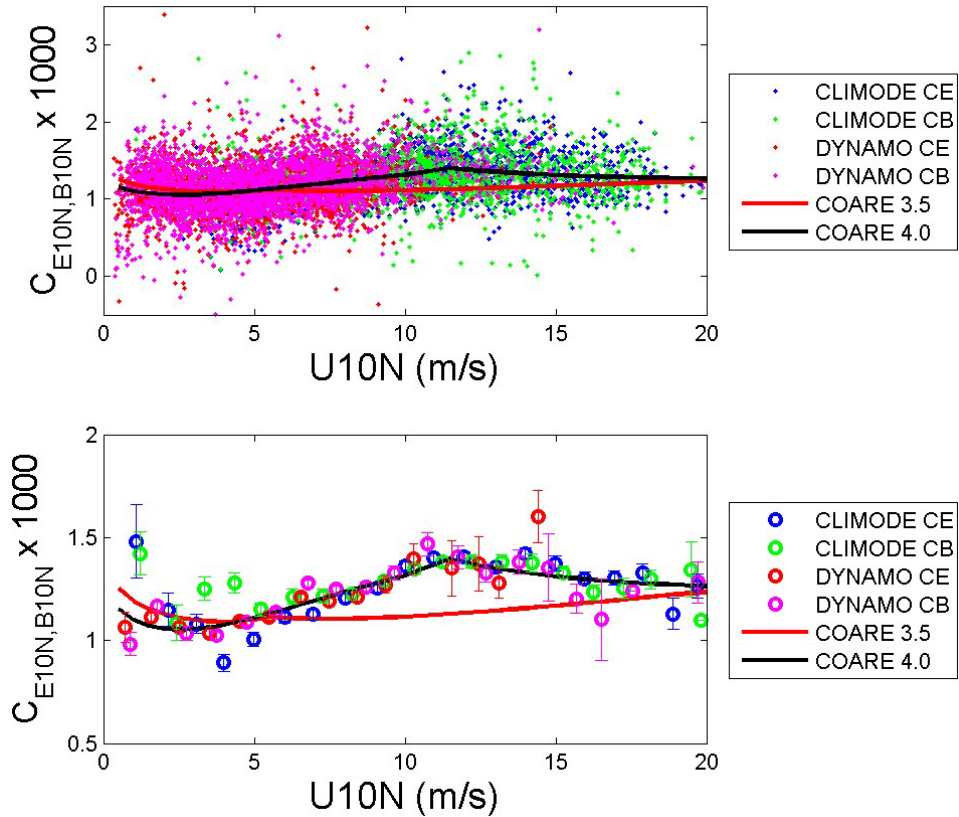 C_E10N,B10N x 1000
3
2
1
0
0
5
10
15
20
U10N (m/s)
CLIMODE CE
CLIMODE CB
DYNAMO CE
DYNAMO CB
COARE 3.5
COARE 4.0
C_E10N,B10N x 1000
2
1.5
1
0.5
0
5
10
15
20
U10N (m/s)
CLIMODE CE
CLIMODE CB
DYNAMO CE
DYNAMO CB
COARE 3.5
COARE 4.0